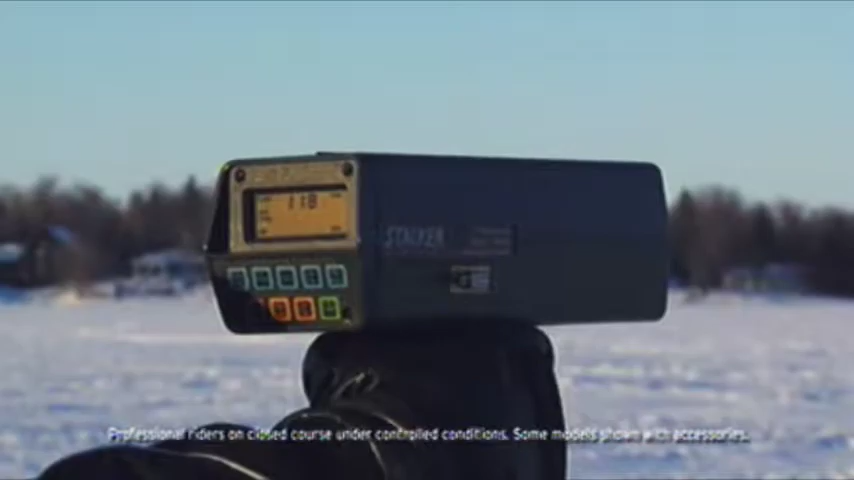 118
STALKER
Professional riders on closed course under controlled conditions. Some models shown with accessories.